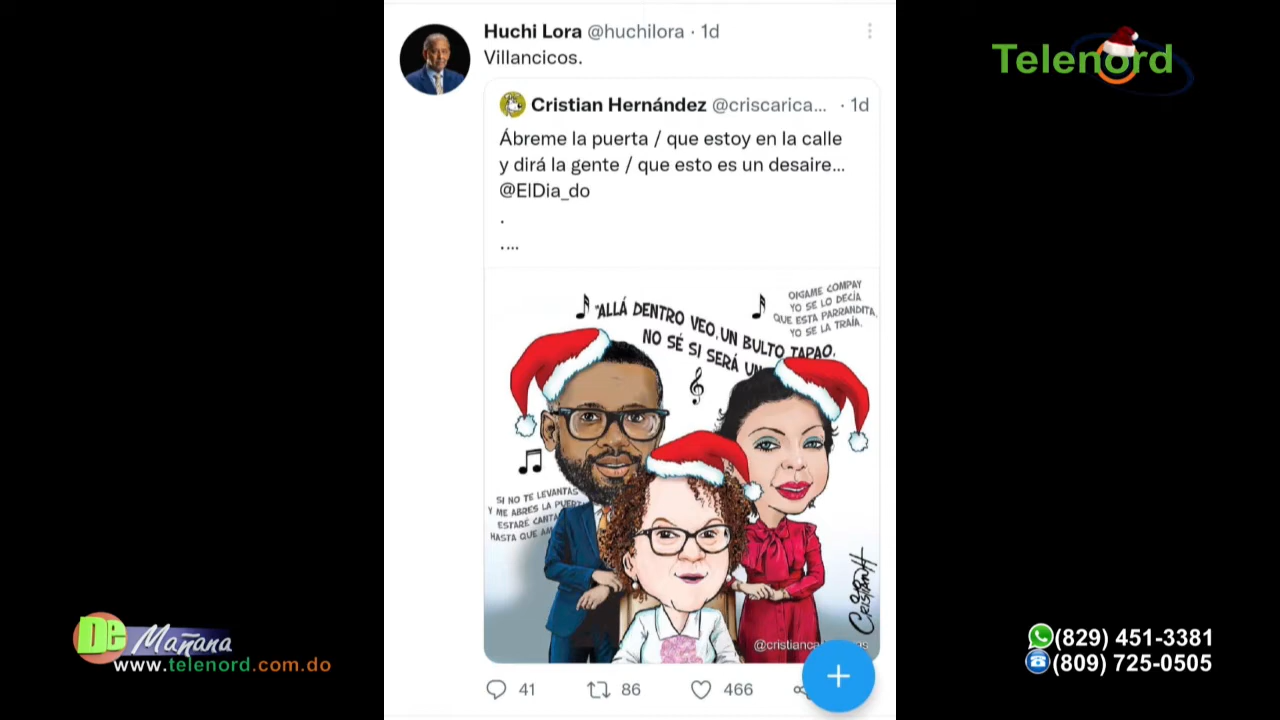 Huchi Lora @huchilora · 1d
Villancicos.
Telenord
Cristian Hernández @criscarica... · 1d
Ábreme la puerta / que estoy en la calle
y dirá la gente / que esto es un desaire...
@ElDia_do
.
. ...
"ALLÁ DENTRO VEO, UN BULTO TAPAO,
NO SÉ SI SERÁ UN
OIGAME COMPAY
YO SE LO DECÍA
QUE ESTA PARRANDITA,
YO SE LA TRAÍA.
SI NO TE LEVANTAS
Y ME ABRES LA PUERT
ESTARÉ CANTA
HASTA QUE AM
CRISTIAN H
@cristianca
41 86 466
De Mañana
www.telenord.com.do
(829) 451-3381
(809) 725-0505